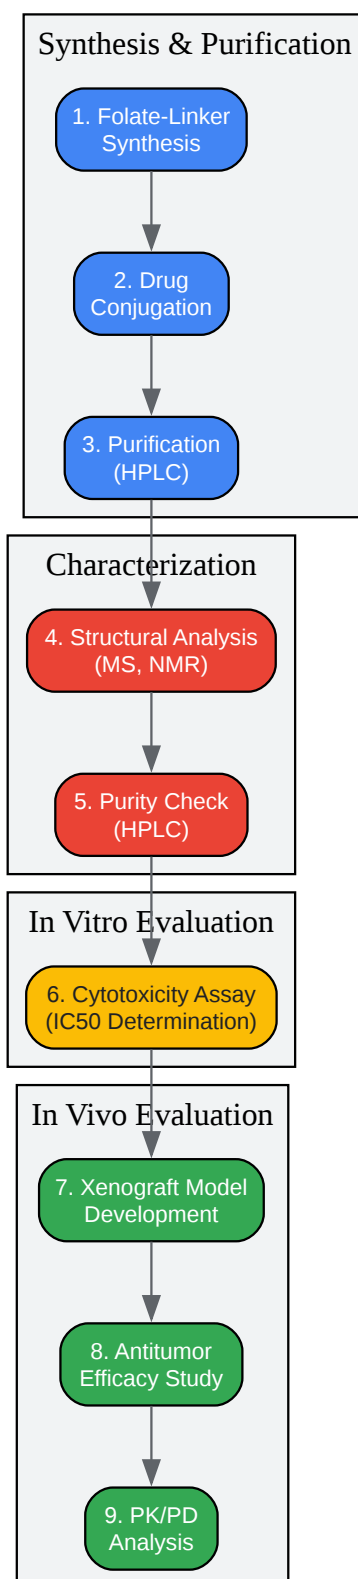 Synthesis & Purification
1. Folate-Linker
Synthesis
2. Drug
Conjugation
3. Purification
(HPLC)
Characterization
4. Structural Analysis
(MS, NMR)
5. Purity Check
(HPLC)
In Vitro Evaluation
6. Cytotoxicity Assay
(IC50 Determination)
In Vivo Evaluation
7. Xenograft Model
Development
8. Antitumor
Efficacy Study
9. PK/PD
Analysis